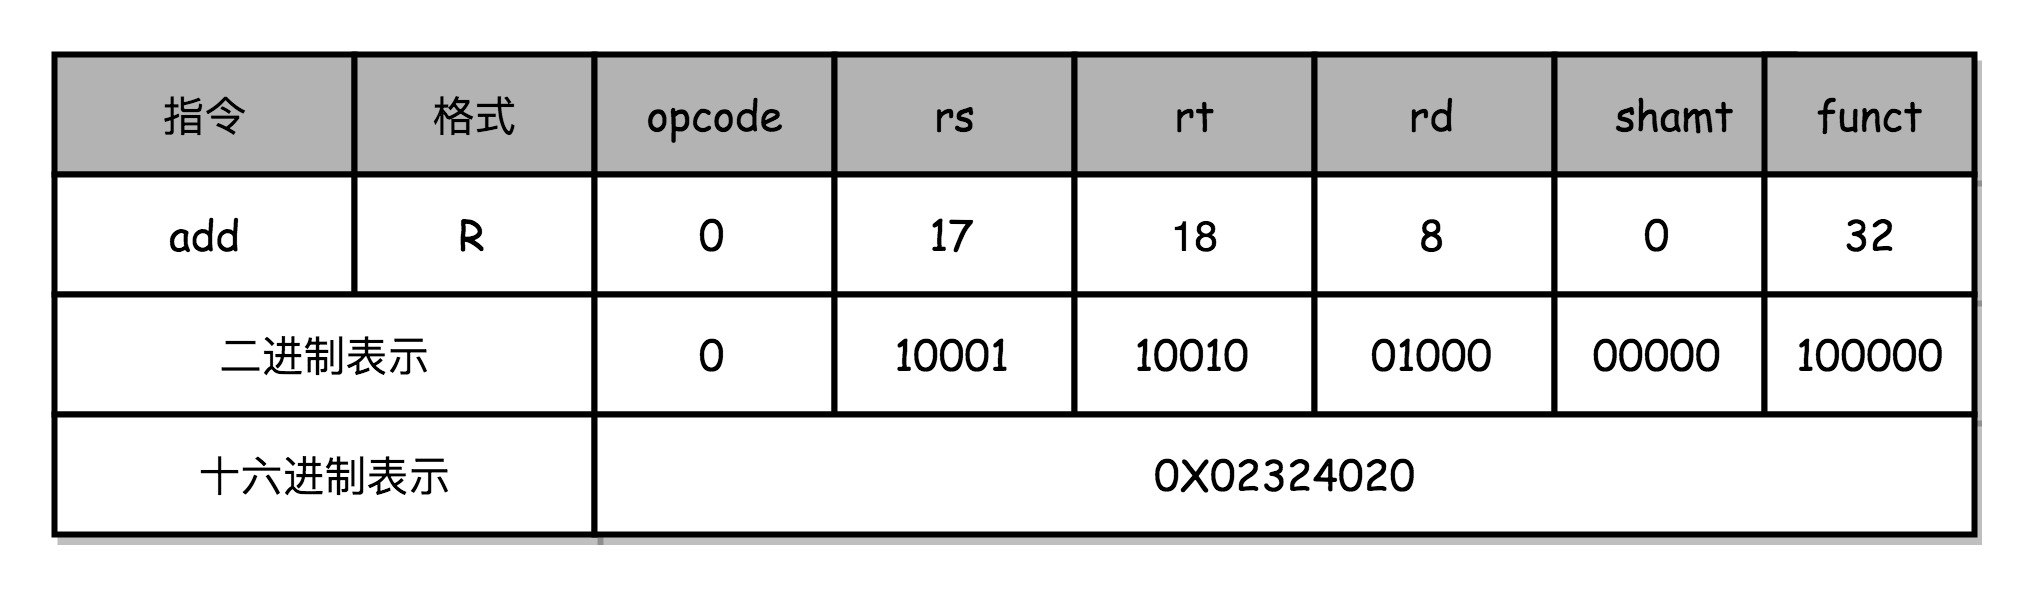 指令 格式 opcode rs rt rd shamt funct
add R 0 17 18 8 0 32
二进制表示 0 10001 10010 01000 00000 100000
十六进制表示 0X02324020